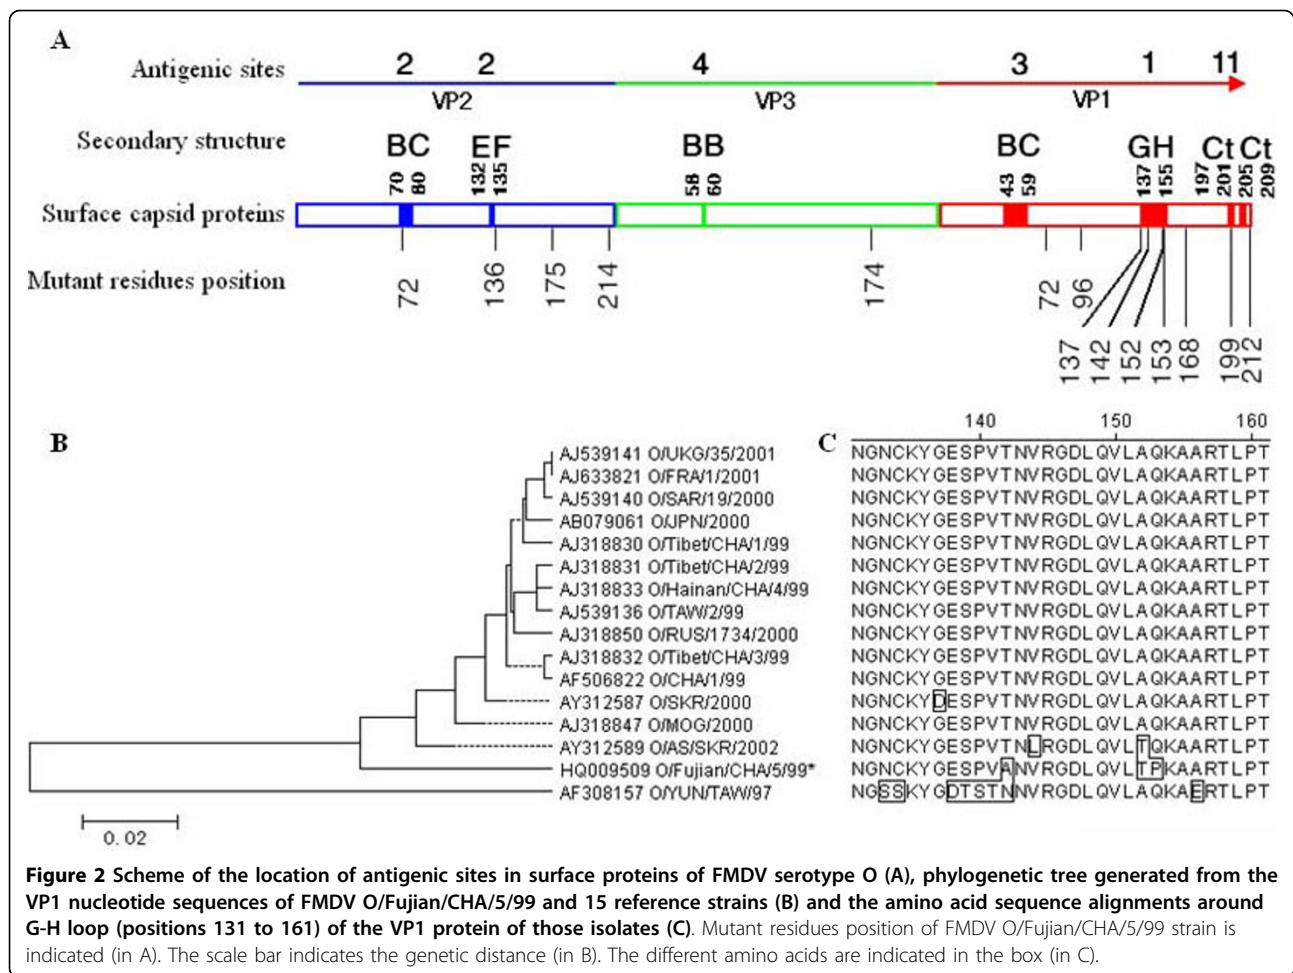 A
Antigenic sites 2 2 4 3 1 11
VP2 VP3 VP1
Secondary structure BC EF BB BC GH Ct Ct
70 80 132 135 58 60 43 59 137 155 197 201 205 209
Surface capsid proteins
Mutant residues position 72 136 175 214 174 72 96
137 142 152 153 168 199 212
B
C
140 150 160
AJ539141 O/UKG/35/2001 NGNCKYGESPVTNVRGDLQVLAQKAARTLPT
AJ633821 O/FRA/1/2001 NGNCKYGESPVTNVRGDLQVLAQKAARTLPT
AJ539140 O/SAR/19/2000 NGNCKYGESPVTNVRGDLQVLAQKAARTLPT
AB079061 O/JPN/2000 NGNCKYGESPVTNVRGDLQVLAQKAARTLPT
AJ318830 O/Tibet/CHA/1/99 NGNCKYGESPVTNVRGDLQVLAQKAARTLPT
AJ318831 O/Tibet/CHA/2/99 NGNCKYGESPVTNVRGDLQVLAQKAARTLPT
AJ318833 O/Hainan/CHA/4/99 NGNCKYGESPVTNVRGDLQVLAQKAARTLPT
AJ539136 O/TAW/2/99 NGNCKYGESPVTNVRGDLQVLAQKAARTLPT
AJ318850 O/RUS/1734/2000 NGNCKYGESPVTNVRGDLQVLAQKAARTLPT
AJ318832 O/Tibet/CHA/3/99 NGNCKYGESPVTNVRGDLQVLAQKAARTLPT
AF506822 O/CHA/1/99 NGNCKYGESPVTNVRGDLQVLAQKAARTLPT
AY312587 O/SKR/2000 NGNCKYDESPVTNVRGDLQVLAQKAARTLPT
AJ318847 O/MOG/2000 NGNCKYGESPVTNVRGDLQVLAQKAARTLPT
AY312589 O/AS/SKR/2002 NGNCKYGESPVTNLRGDLQVLTQKAARTLPT
HQ009509 O/Fujian/CHA/5/99* NGNCKYGESPVANVRGDLQVLTPKAARTLPT
AF308157 O/YUN/TAW/97 NGSSKYGDTSTNNVRGDLQVLAQKAERTLPT
0.02
Figure 2 Scheme of the location of antigenic sites in surface proteins of FMDV serotype O (A), phylogenetic tree generated from the
VP1 nucleotide sequences of FMDV O/Fujian/CHA/5/99 and 15 reference strains (B) and the amino acid sequence alignments around
G-H loop (positions 131 to 161) of the VP1 protein of those isolates (C). Mutant residues position of FMDV O/Fujian/CHA/5/99 strain is
indicated (in A). The scale bar indicates the genetic distance (in B). The different amino acids are indicated in the box (in C).